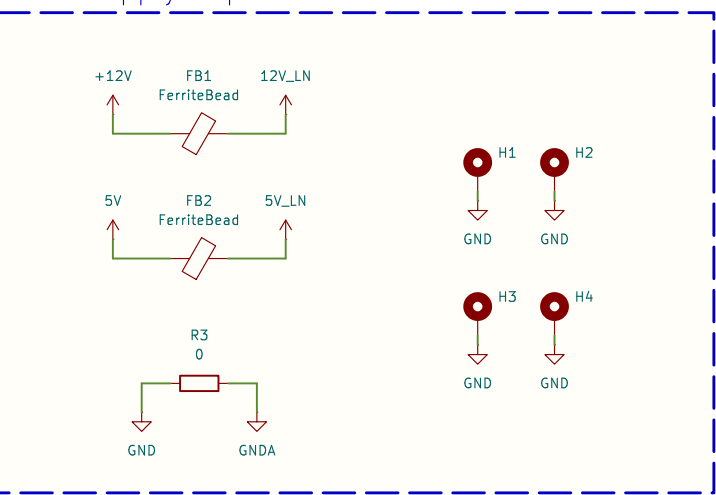 +12V FB1 12V_LN
FerriteBead
H1 H2
5V FB2 5V_LN
FerriteBead
GND GND
H3 H4
R3
0
GND GND
GND GNDA